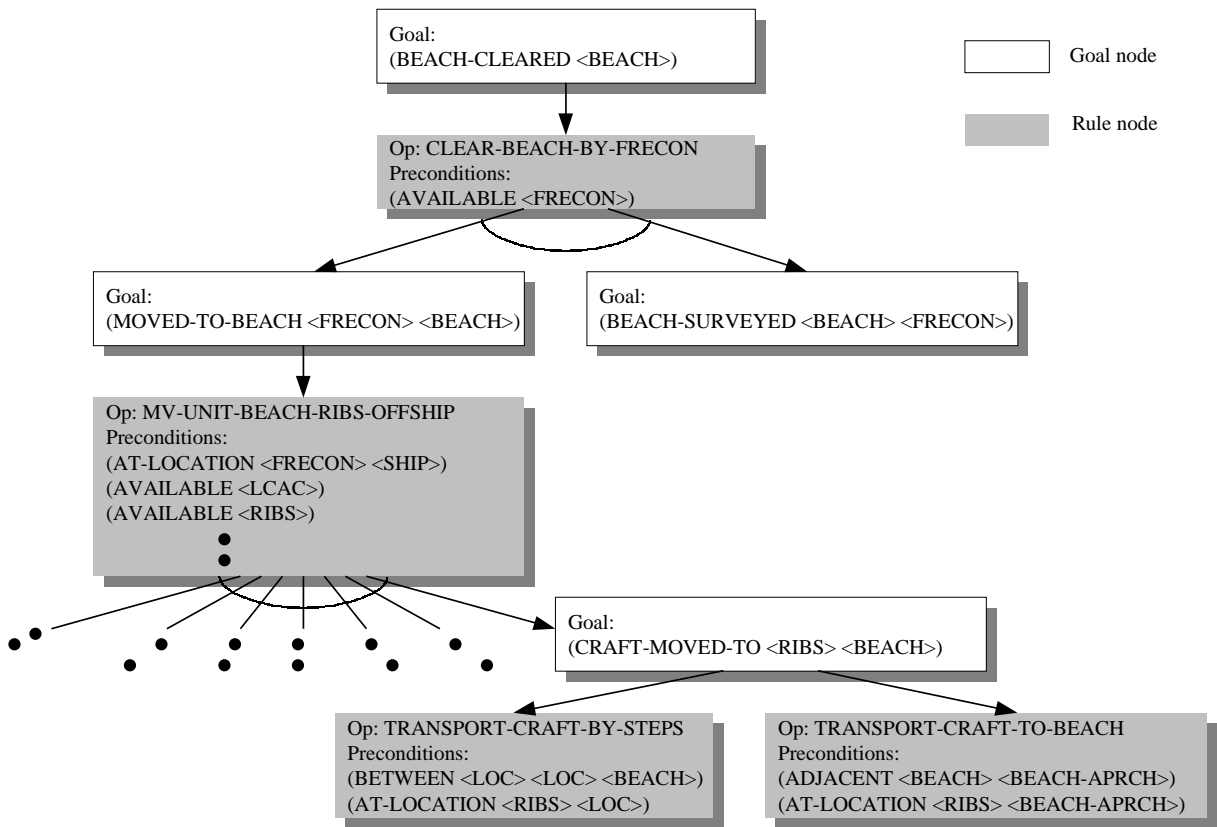 Goal:
(BEACH-CLEARED <BEACH>)
Goal node
Rule node
Op: CLEAR-BEACH-BY-FRECON
Preconditions:
(AVAILABLE <FRECON>)
Goal:
(MOVED-TO-BEACH <FRECON> <BEACH>)
Goal:
(BEACH-SURVEYED <BEACH> <FRECON>)
Op: MV-UNIT-BEACH-RIBS-OFFSHIP
Preconditions:
(AT-LOCATION <FRECON> <SHIP>)
(AVAILABLE <LCAC>)
(AVAILABLE <RIBS>)
Goal:
(CRAFT-MOVED-TO <RIBS> <BEACH>)
Op: TRANSPORT-CRAFT-BY-STEPS
Preconditions:
(BETWEEN <LOC> <LOC> <BEACH>)
(AT-LOCATION <RIBS> <LOC>)
Op: TRANSPORT-CRAFT-TO-BEACH
Preconditions:
(ADJACENT <BEACH> <BEACH-APRCH>)
(AT-LOCATION <RIBS> <BEACH-APRCH>)